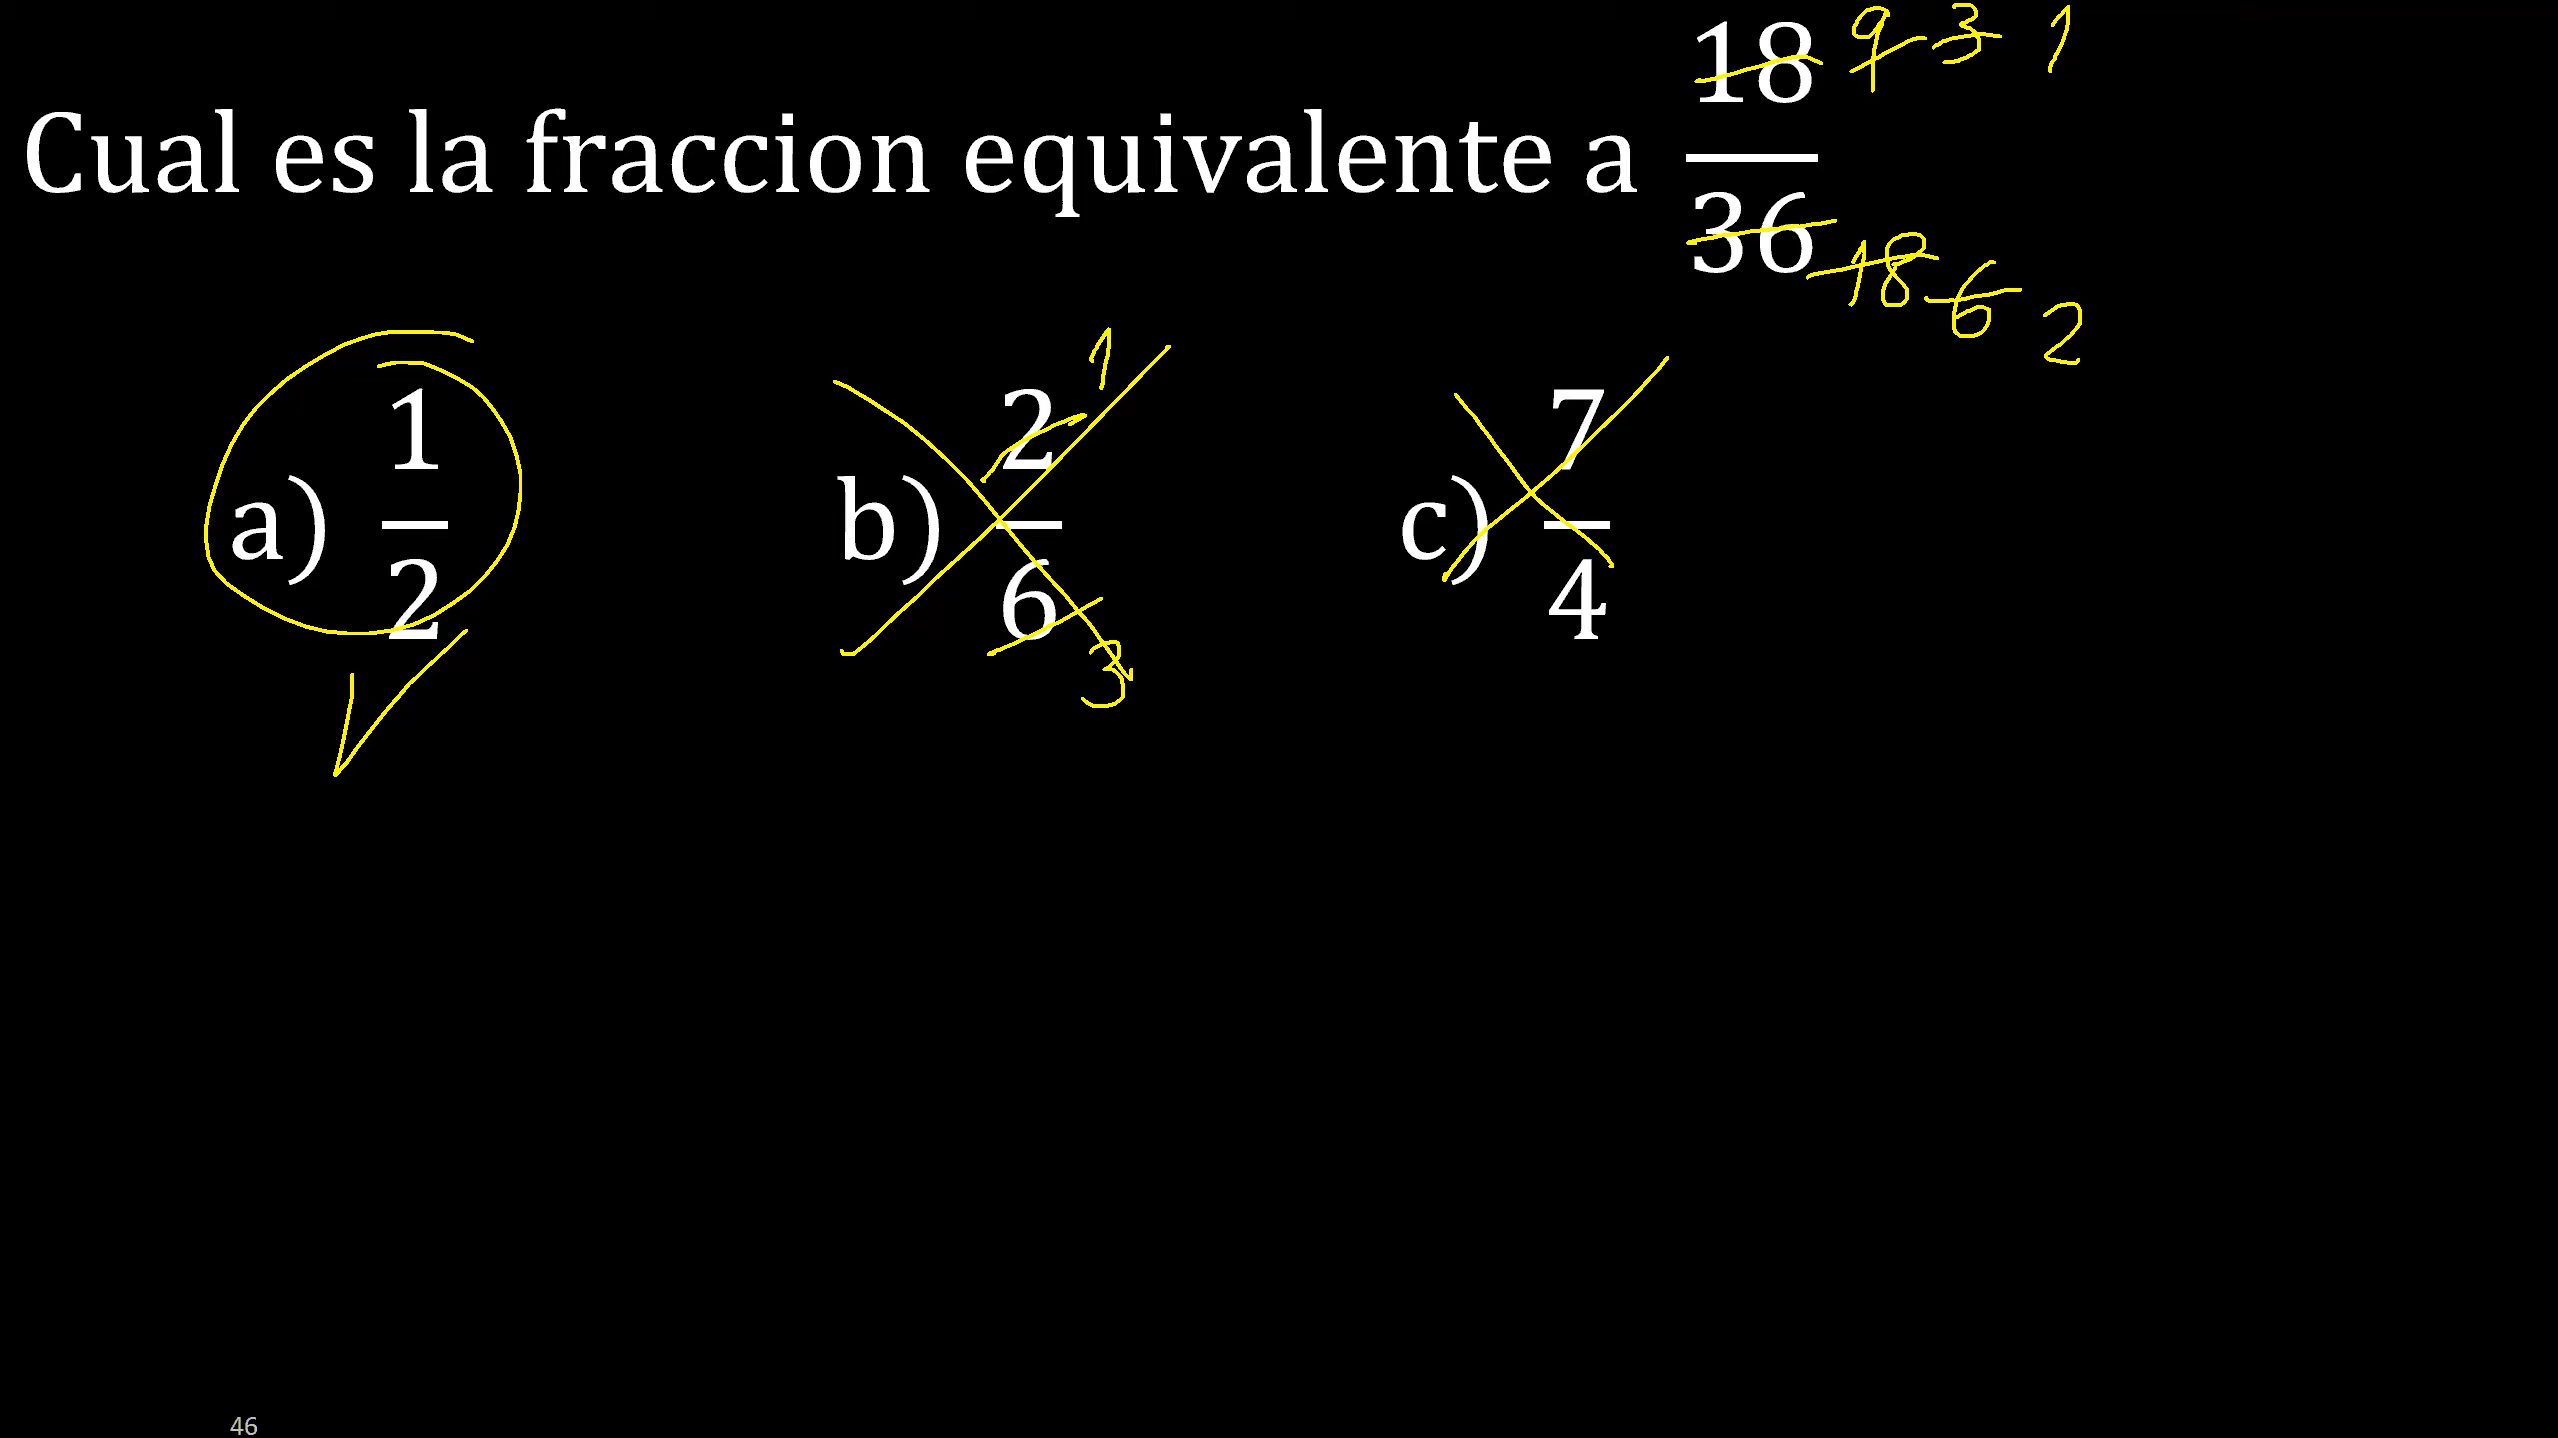 Cual es la fraccion equivalente a 18/36
9 3 1
18 6 2
a) 1/2 b) 2/6 c) 7/4
1
3
46